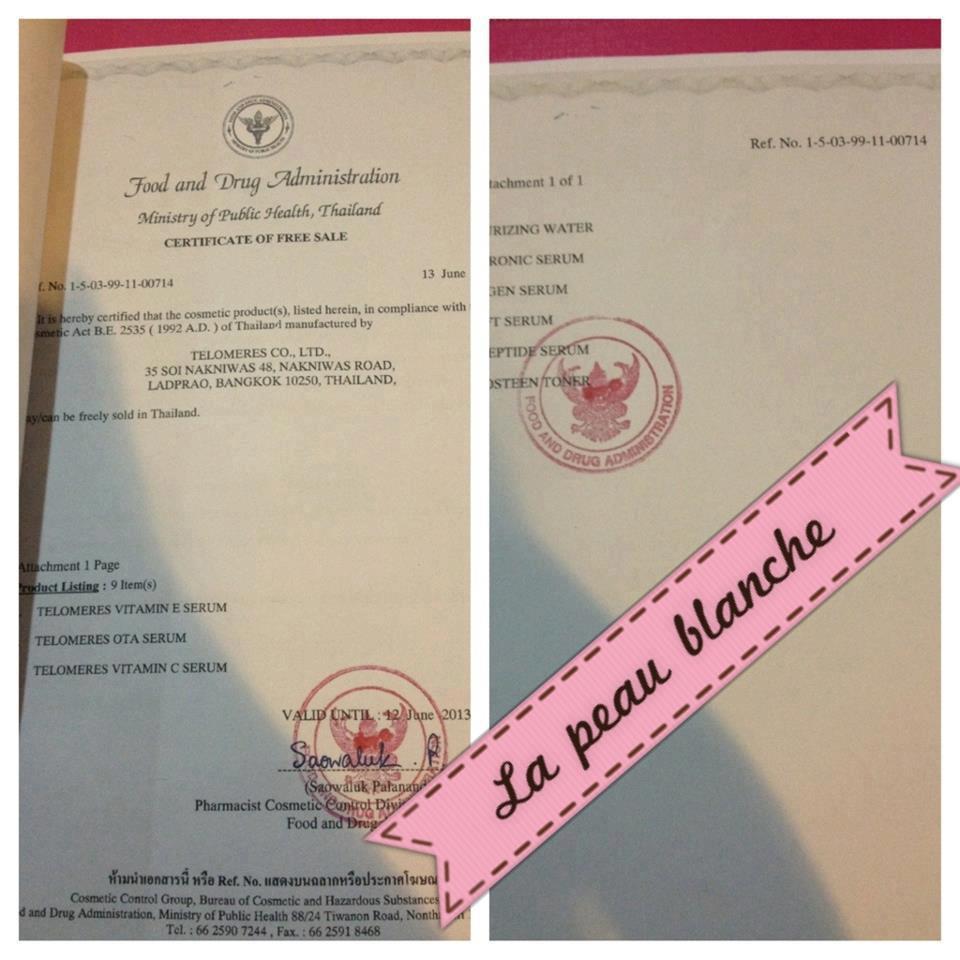 Food and Drug Administration
Ministry of Public Health, Thailand
CERTIFICATE OF FREE SALE
f. No. 1-5-03-99-11-00714
13 June
It is hereby certified that the cosmetic product(s), listed herein, in compliance with
smetic Act B.E. 2535 ( 1992 A.D. ) of Thailand manufactured by
TELOMERES CO., LTD.,
35 SOI NAKNIWAS 48, NAKNIWAS ROAD,
LADPRAO, BANGKOK 10250, THAILAND,
ay/can be freely sold in Thailand.
Attachment 1 Page
Product Listing : 9 Item(s)
TELOMERES VITAMIN E SERUM
TELOMERES OTA SERUM
TELOMERES VITAMIN C SERUM
VALID UNTIL : 12 June 2013
Saowaluk . P
(Saowaluk
Pharmacist Cosmetic Control Divi
Food and Drug
ห้ามนำเอกสารนี้ หรือ Ref. No. แสดงบนฉลากหรือประกาศโฆษณ
Cosmetic Control Group, Bureau of Cosmetic and Hazardous Substances
d and Drug Administration, Ministry of Public Health 88/24 Tiwanon Road, Nonth
Tel. : 66 2590 7244 , Fax. : 66 2591 8468
Ref. No. 1-5-03-99-11-00714
tachment 1 of 1
RIZING WATER
RONIC SERUM
GEN SERUM
T SERUM
EPTIDE SERUM
OSTEEN TONER
FOOD AND DRUG ADMINISTRATION
La peau blanche